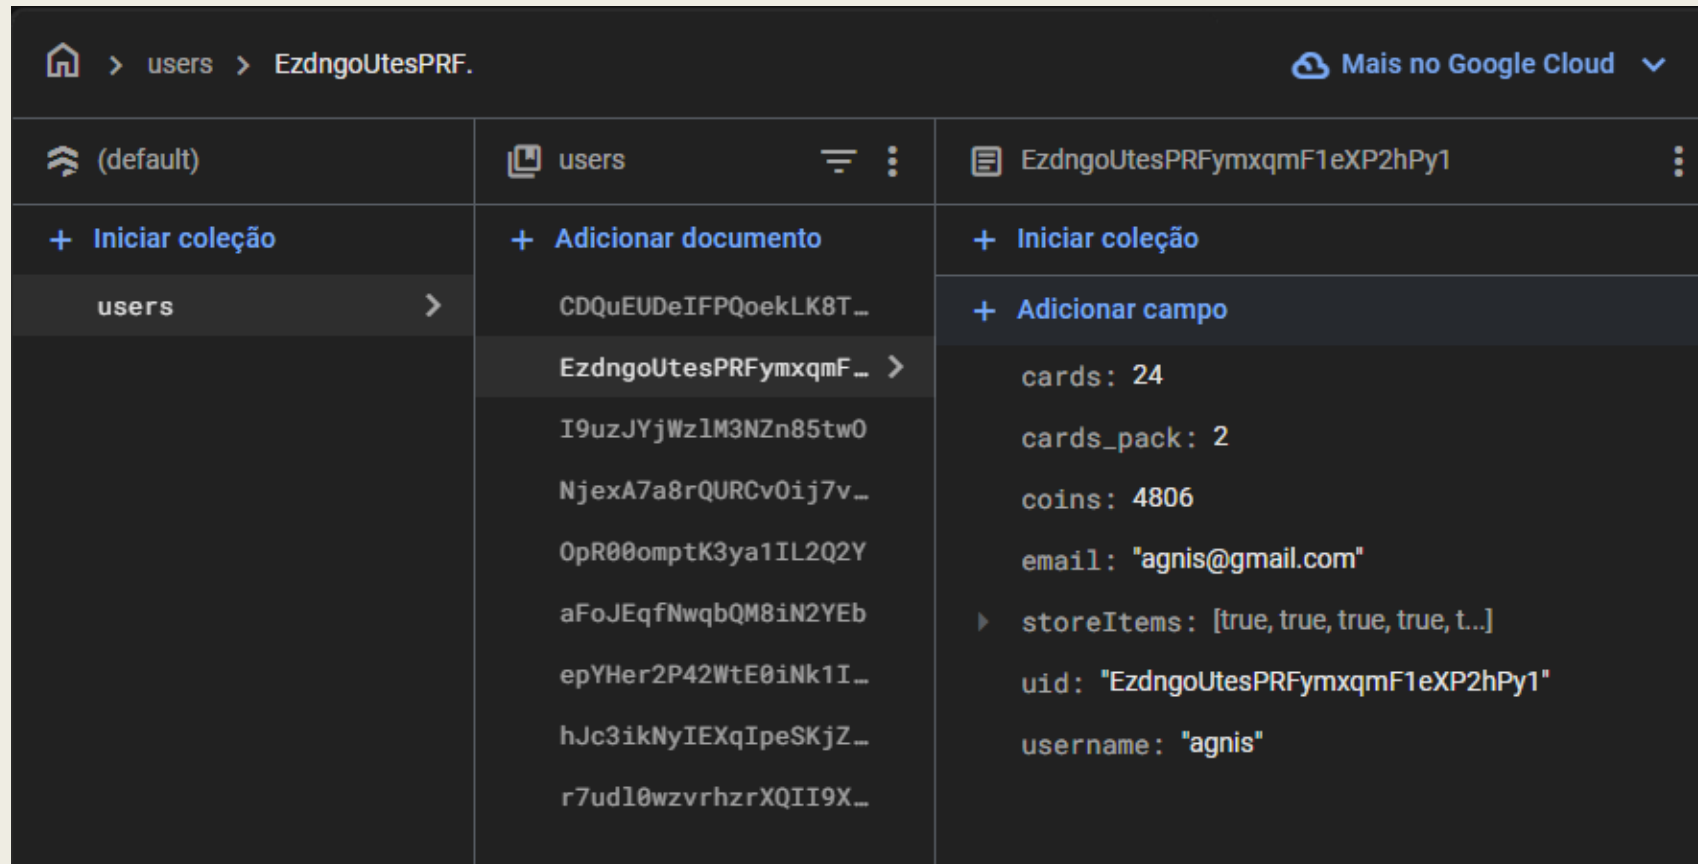 users EzdngoUtesPRF. Mais no Google Cloud
(default)
Iniciar coleção
users
users
Adicionar documento
CDQuEUDeIFPQoekLK8T…
EzdngoUtesPRFymxqmF…
I9uzJYjWzlM3NZn85twO
NjexA7a8rQURCvOij7v…
OpR00omptK3ya1IL2Q2Y
aFoJEqfNwqbQM8iN2YEb
epYHer2P42WtE0iNk1I…
hJc3ikNyIEXqIpeSKjZ…
r7udl0wzvrhzrXQII9X…
EzdngoUtesPRFymxqmF1eXP2hPy1
Iniciar coleção
Adicionar campo
cards: 24
cards_pack: 2
coins: 4806
email: "agnis@gmail.com"
storeItems: [true, true, true, true, t...]
uid: "EzdngoUtesPRFymxqmF1eXP2hPy1"
username: "agnis"